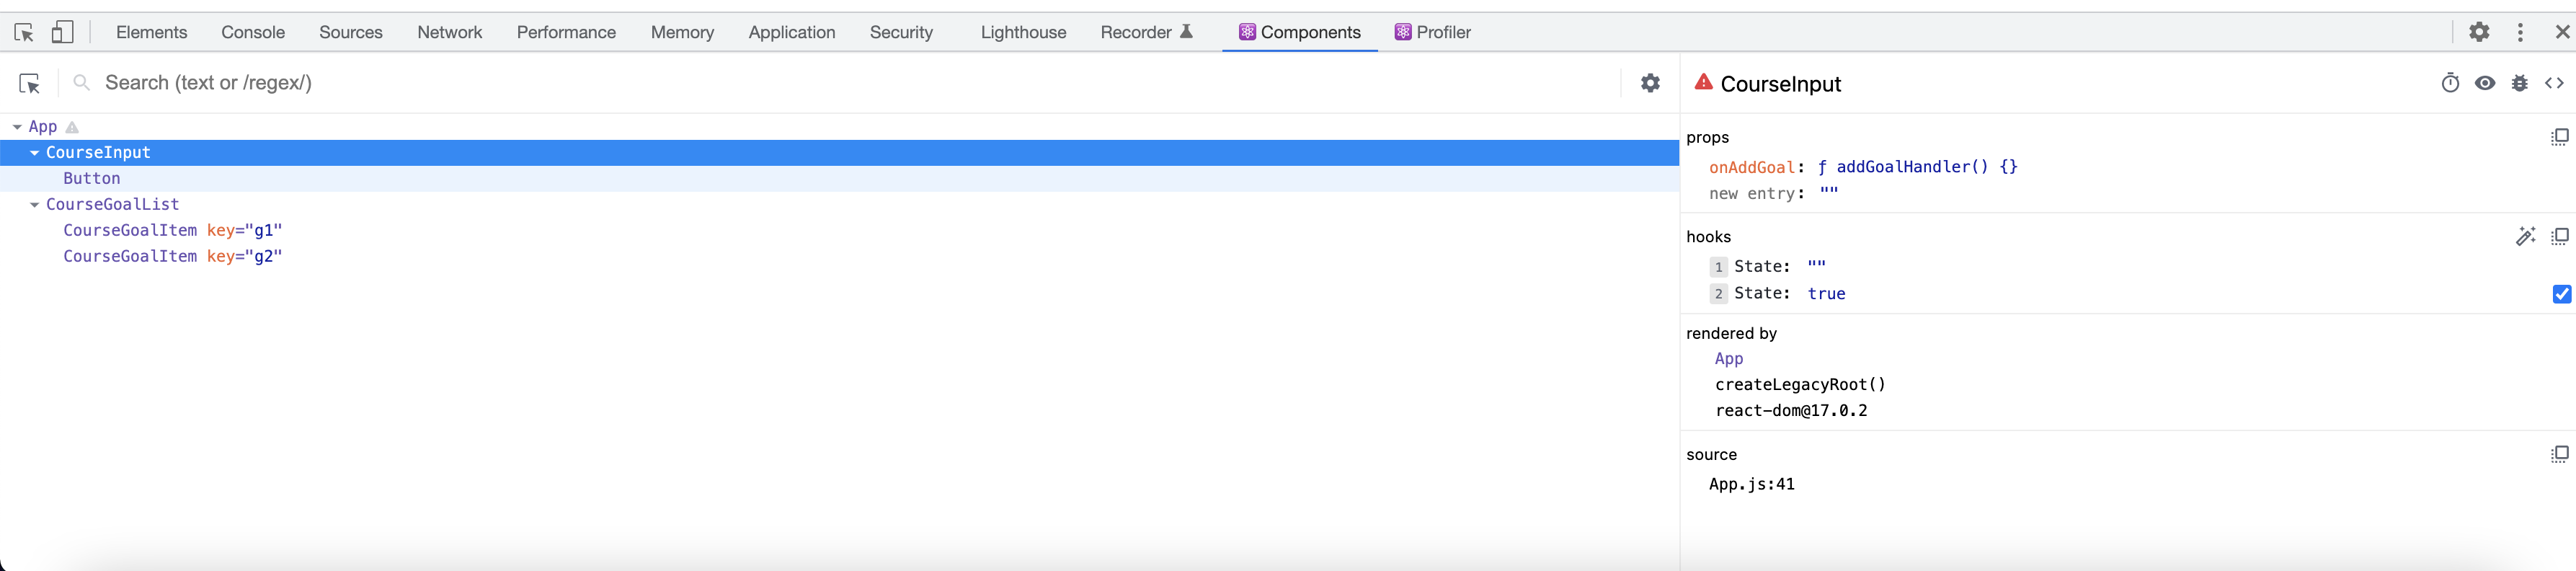 Elements Console Sources Network Performance Memory Application Security Lighthouse Recorder Components Profiler
Search (text or /regex/)
App
CourseInput
Button
CourseGoalList
CourseGoalItem key="g1"
CourseGoalItem key="g2"
CourseInput
props
onAddGoal: ƒ addGoalHandler() {}
new entry: ""
hooks
1 State: ""
2 State: true
rendered by
App
createLegacyRoot()
react-dom@17.0.2
source
App.js:41